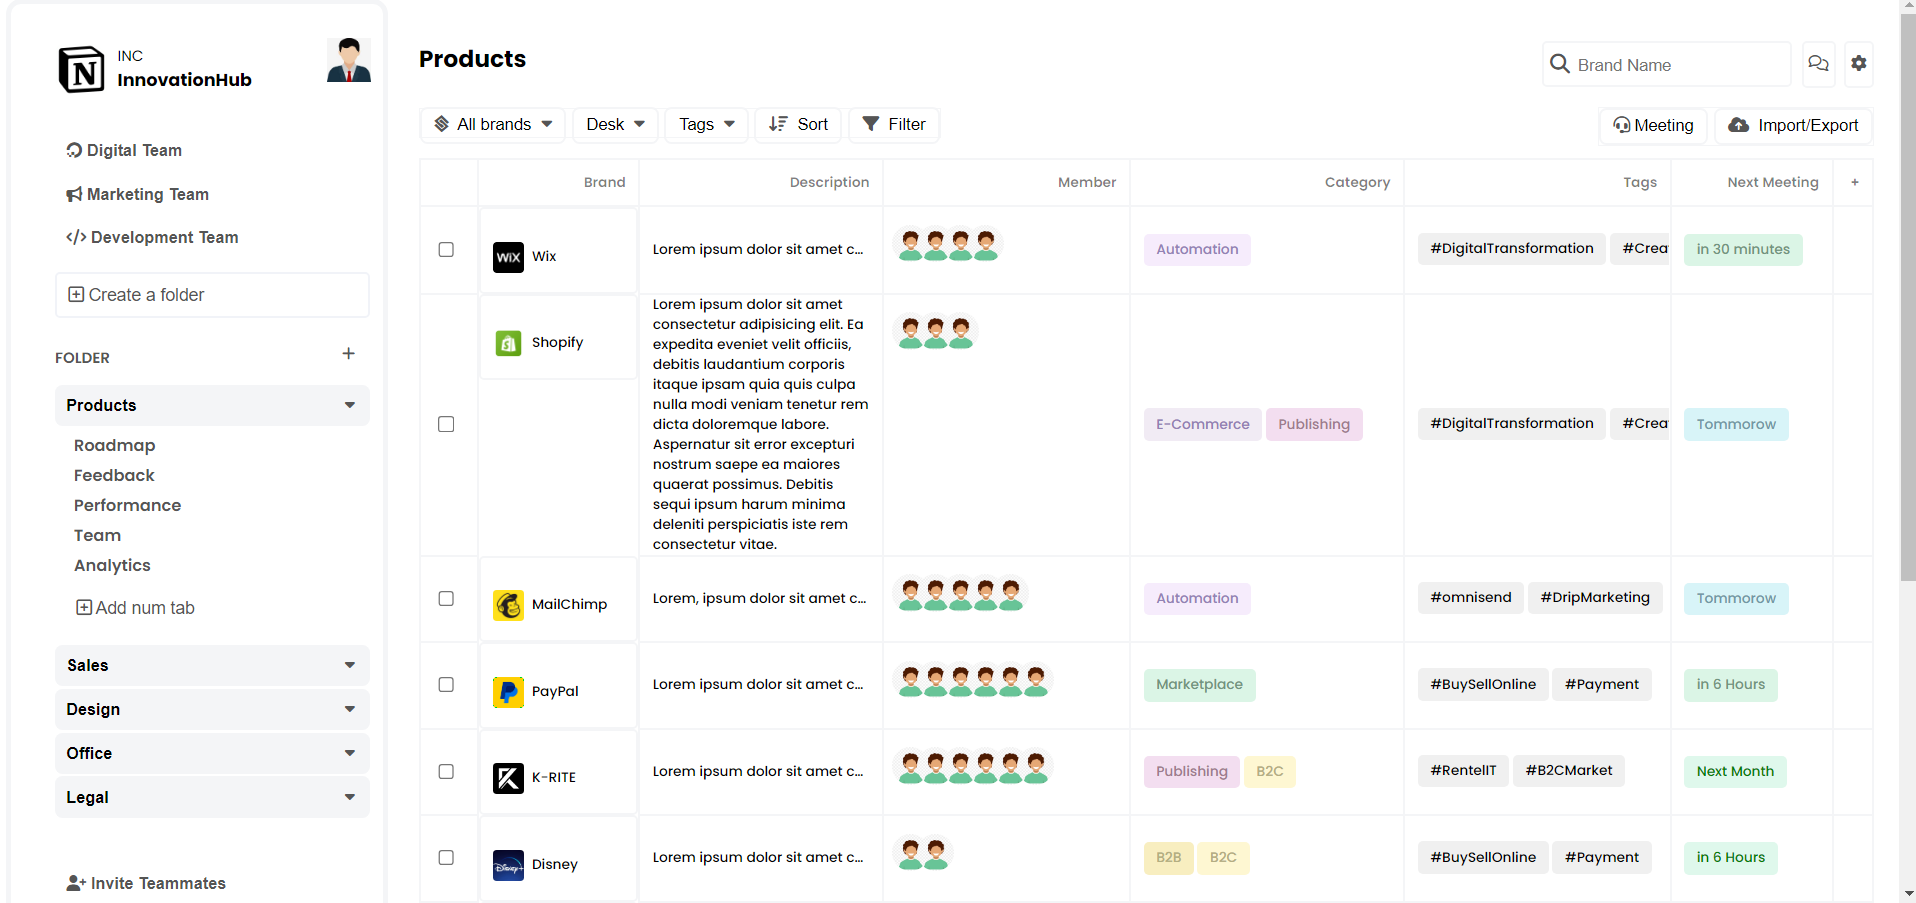 INC
InnovationHub
Digital Team
Marketing Team
Development Team
Create a folder
FOLDER
Products
Roadmap
Feedback
Performance
Team
Analytics
Add num tab
Sales
Design
Office
Legal
Invite Teammates
Products
Brand Name
All brands
Desk
Tags
Sort
Filter
Meeting
Import/Export
Brand Description Member Category Tags Next Meeting +
WiX Wix Lorem ipsum dolor sit amet c... Automation #DigitalTransformation #Crea in 30 minutes
Shopify
Lorem ipsum dolor sit amet
consectetur adipisicing elit. Ea
expedita eveniet velit officiis,
debitis laudantium corporis
itaque ipsam quia quis culpa
nulla modi veniam tenetur rem
dicta doloremque labore.
Aspernatur sit error excepturi
nostrum saepe ea maiores
quaerat possimus. Debitis
sequi ipsum harum minima
deleniti perspiciatis iste rem
consectetur vitae.
E-Commerce Publishing #DigitalTransformation #Crea Tommorow
MailChimp Lorem, ipsum dolor sit amet c... Automation #omnisend #DripMarketing Tommorow
PayPal Lorem ipsum dolor sit amet c... Marketplace #BuySellOnline #Payment in 6 Hours
K-RITE Lorem ipsum dolor sit amet c... Publishing B2C #RentelIT #B2CMarket Next Month
Disney+ Disney Lorem ipsum dolor sit amet c... B2B B2C #BuySellOnline #Payment in 6 Hours